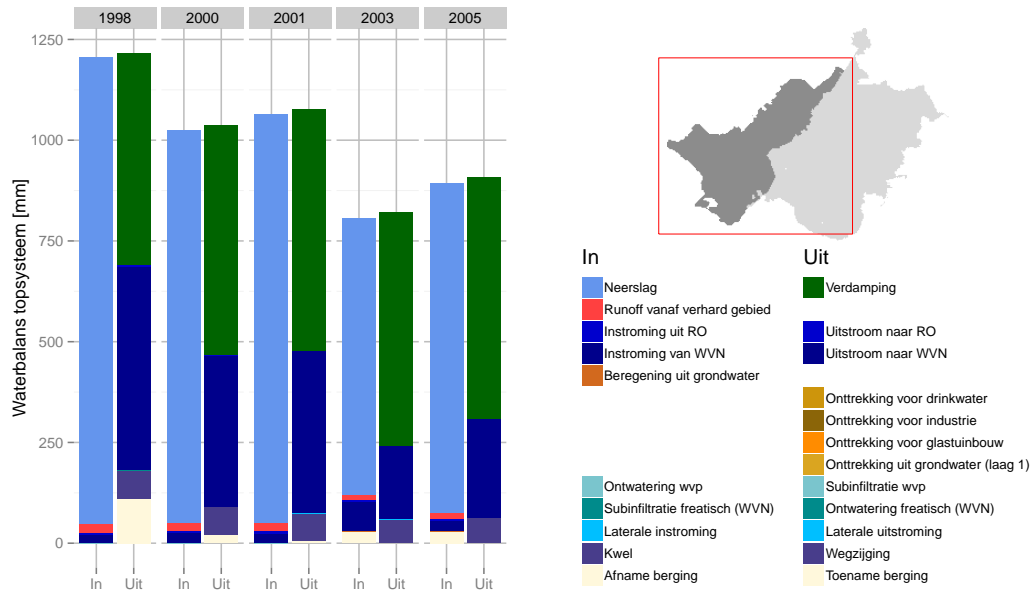 1998 2000 2001 2003 2005
Waterbalans topsysteem [mm]
1250
1000
750
500
250
0
In Uit In Uit In Uit In Uit In Uit
In Uit
Neerslag Verdamping
Runoff vanaf verhard gebied
Instroming uit RO Uitstroom naar RO
Instroming van WVN Uitstroom naar WVN
Beregening uit grondwater
Onttrekking voor drinkwater
Onttrekking voor industrie
Onttrekking voor glastuinbouw
Onttrekking uit grondwater (laag 1)
Ontwatering wvp Subinfiltratie wvp
Subinfiltratie freatisch (WVN) Ontwatering freatisch (WVN)
Laterale instroming Laterale uitstroming
Kwel Wegzijging
Afname berging Toename berging